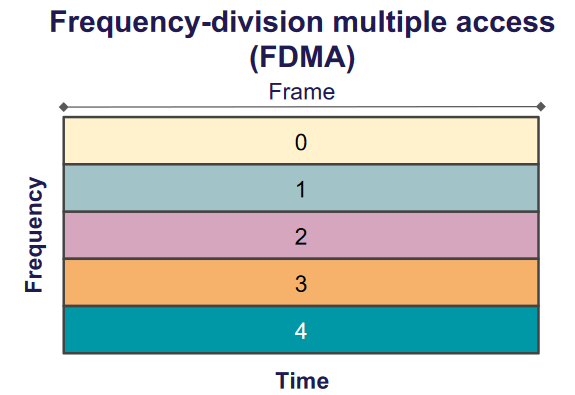 Frequency-division multiple access
(FDMA)
Frame
0
1
2
3
4
Frequency
Time